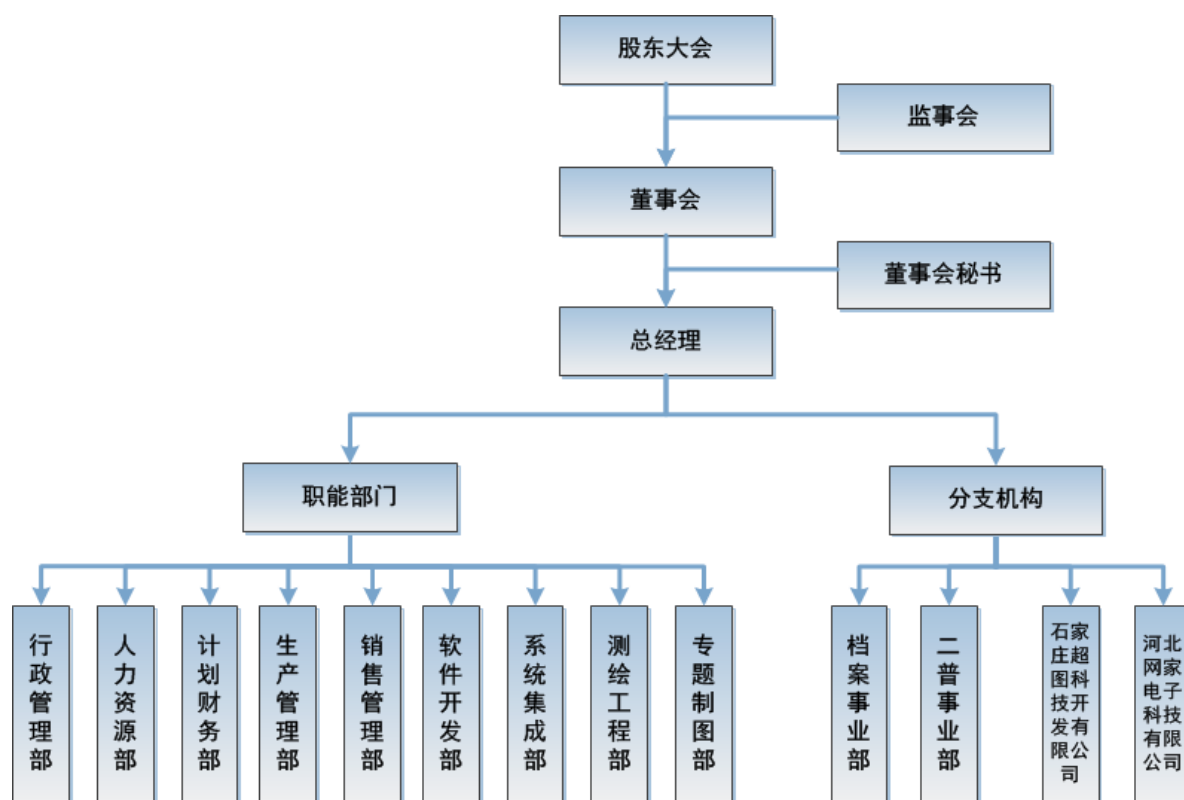 股东大会
监事会
董事会
董事会秘书
总经理
职能部门
分支机构
行政管理部
人力资源部
计划财务部
生产管理部
销售管理部
软件开发部
系统集成部
测绘工程部
专题制图部
档案事业部
二普事业部
石家
庄超
图科
技开
发有
限公
司
河北
网家
电子
科技
有限
公司